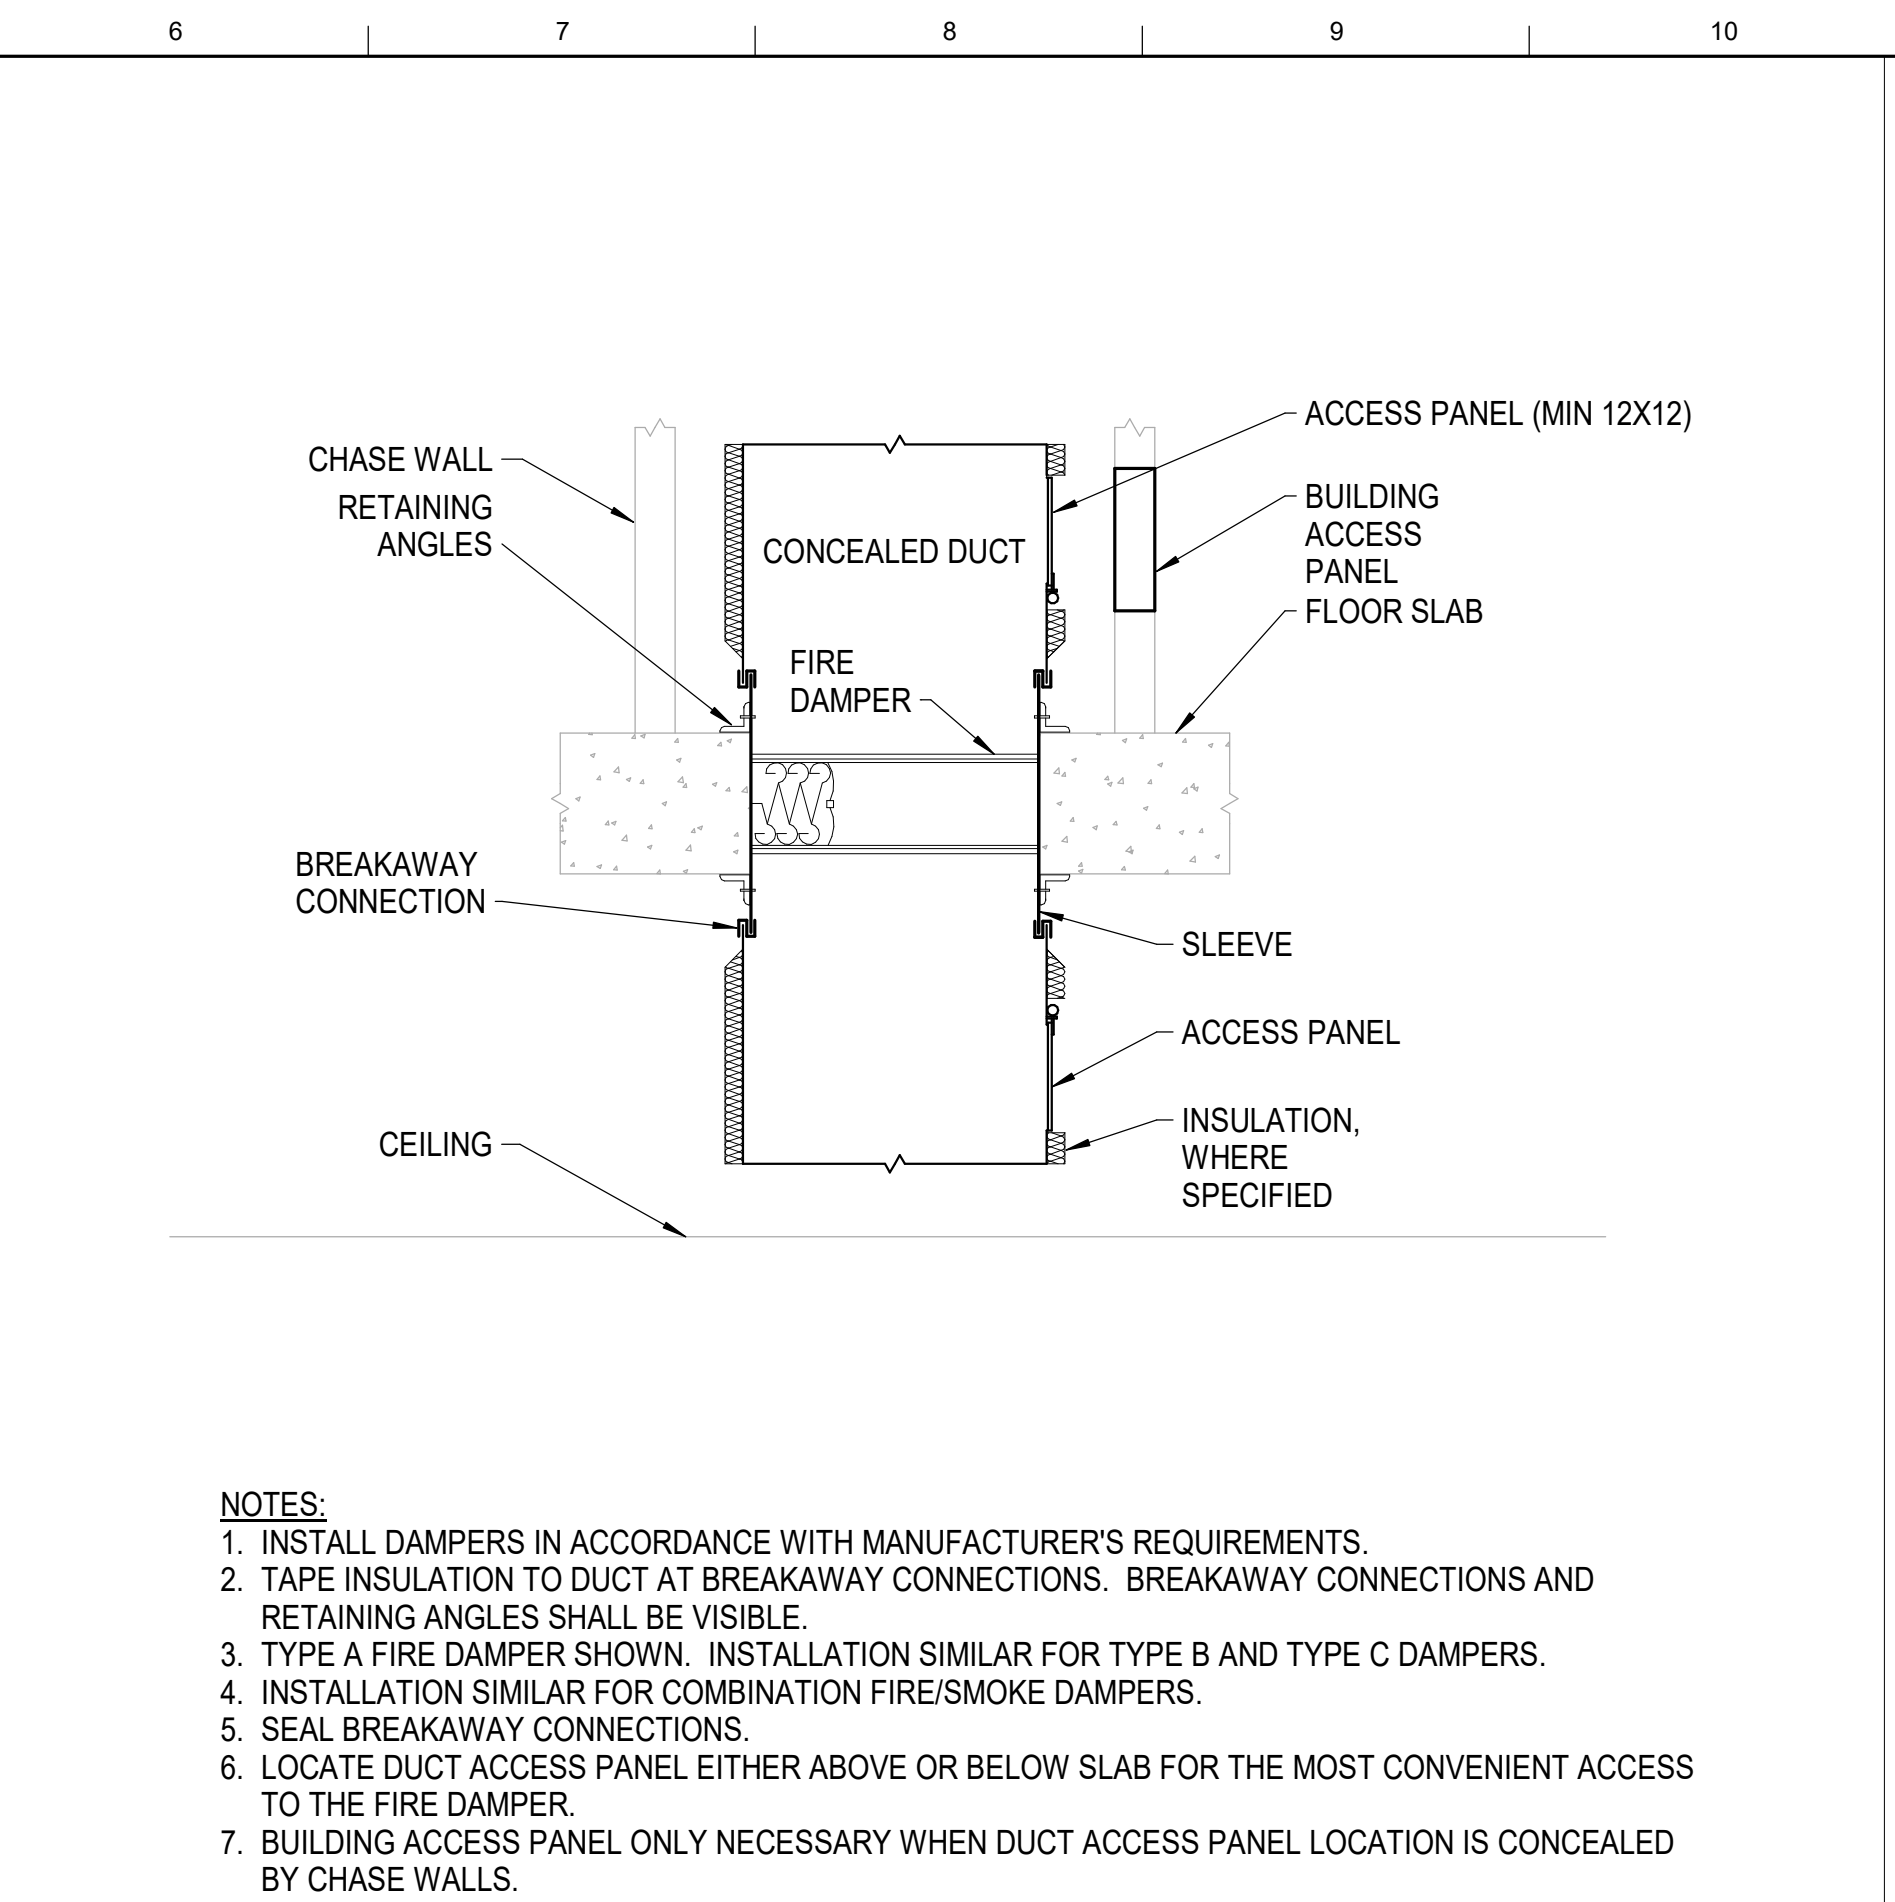 6 7 8 9 10
ACCESS PANEL (MIN 12X12)
CHASE WALL
RETAINING
ANGLES
BUILDING
ACCESS
PANEL
CONCEALED DUCT
FLOOR SLAB
FIRE
DAMPER
BREAKAWAY
CONNECTION
SLEEVE
ACCESS PANEL
INSULATION,
WHERE
SPECIFIED
CEILING
NOTES:
1. INSTALL DAMPERS IN ACCORDANCE WITH MANUFACTURER'S REQUIREMENTS.
2. TAPE INSULATION TO DUCT AT BREAKAWAY CONNECTIONS. BREAKAWAY CONNECTIONS AND
RETAINING ANGLES SHALL BE VISIBLE.
3. TYPE A FIRE DAMPER SHOWN. INSTALLATION SIMILAR FOR TYPE B AND TYPE C DAMPERS.
4. INSTALLATION SIMILAR FOR COMBINATION FIRE/SMOKE DAMPERS.
5. SEAL BREAKAWAY CONNECTIONS.
6. LOCATE DUCT ACCESS PANEL EITHER ABOVE OR BELOW SLAB FOR THE MOST CONVENIENT ACCESS
TO THE FIRE DAMPER.
7. BUILDING ACCESS PANEL ONLY NECESSARY WHEN DUCT ACCESS PANEL LOCATION IS CONCEALED
BY CHASE WALLS.